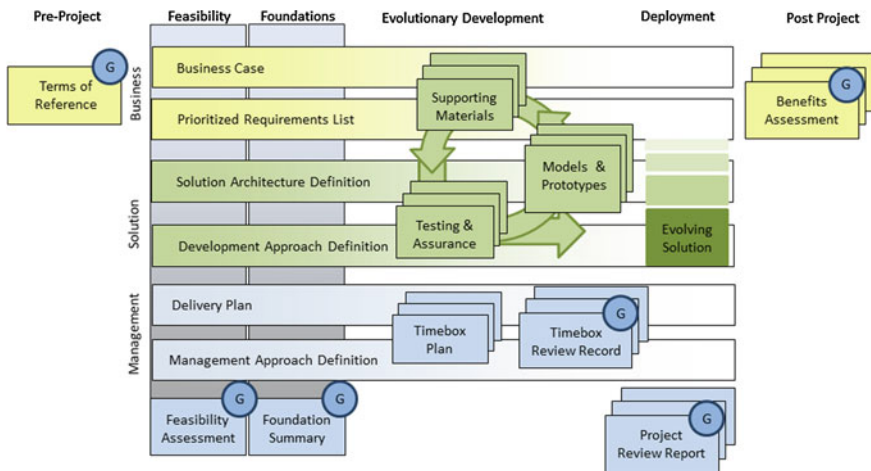 Pre-Project
Feasibility
Foundations
Evolutionary Development
Deployment
Post Project
Business
Solution
Management
G
Terms of
Reference
Business Case
Prioritized Requirements List
Supporting
Materials
G
Benefits
Assessment
Solution Architecture Definition
Models &
Prototypes
Development Approach Definition
Testing &
Assurance
Evolving
Solution
Delivery Plan
Timebox
Plan
G
Timebox
Review Record
Management Approach Definition
G
Feasibility
Assessment
G
Foundation
Summary
G
Project
Review Report